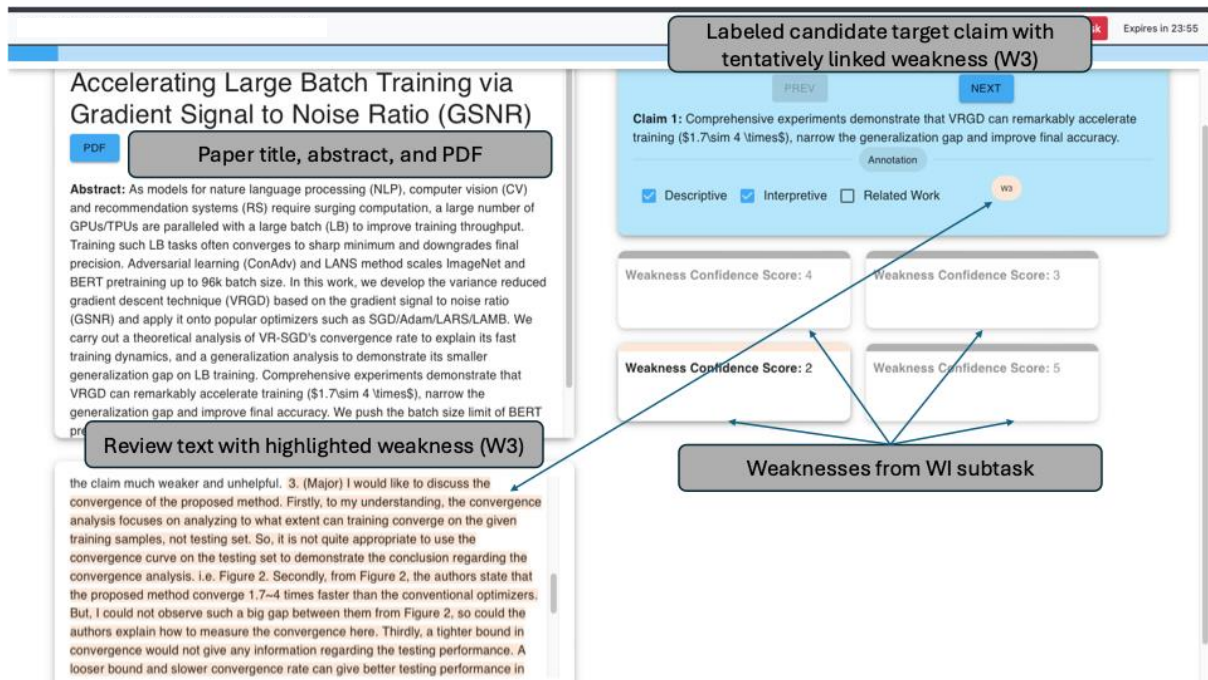 Labeled candidate target claim with
tentatively linked weakness (W3)
sk
Expires in 23:55
Accelerating Large Batch Training via
Gradient Signal to Noise Ratio (GSNR)
PDF
Paper title, abstract, and PDF
Abstract: As models for nature language processing (NLP), computer vision (CV)
and recommendation systems (RS) require surging computation, a large number of
GPUs/TPUs are paralleled with a large batch (LB) to improve training throughput.
Training such LB tasks often converges to sharp minimum and downgrades final
precision. Adversarial learning (ConAdv) and LANS method scales ImageNet and
BERT pretraining up to 96k batch size. In this work, we develop the variance reduced
gradient descent technique (VRGD) based on the gradient signal to noise ratio
(GSNR) and apply it onto popular optimizers such as SGD/Adam/LARS/LAMB. We
carry out a theoretical analysis of VR-SGD's convergence rate to explain its fast
training dynamics, and a generalization analysis to demonstrate its smaller
generalization gap on LB training. Comprehensive experiments demonstrate that
VRGD can remarkably accelerate training ($1.7\sim 4 \times$), narrow the
generalization gap and improve final accuracy. We push the batch size limit of BERT
Review text with highlighted weakness (W3)
the claim much weaker and unhelpful. 3. (Major) I would like to discuss the
convergence of the proposed method. Firstly, to my understanding, the convergence
analysis focuses on analyzing to what extent can training converge on the given
training samples, not testing set. So, it is not quite appropriate to use the
convergence curve on the testing set to demonstrate the conclusion regarding the
convergence analysis. i.e. Figure 2. Secondly, from Figure 2, the authors state that
the proposed method converge 1.7~4 times faster than the conventional optimizers.
But, I could not observe such a big gap between them from Figure 2, so could the
authors explain how to measure the convergence here. Thirdly, a tighter bound in
convergence would not give any information regarding the testing performance. A
looser bound and slower convergence rate can give better testing performance in
PREV
NEXT
Claim 1: Comprehensive experiments demonstrate that VRGD can remarkably accelerate
training ($1.7\sim 4 \times$), narrow the generalization gap and improve final accuracy.
Annotation
Descriptive
Interpretive
Related Work
W3
Weakness Confidence Score: 4
Weakness Confidence Score: 3
Weakness Confidence Score: 2
Weakness Confidence Score: 5
Weaknesses from WI subtask